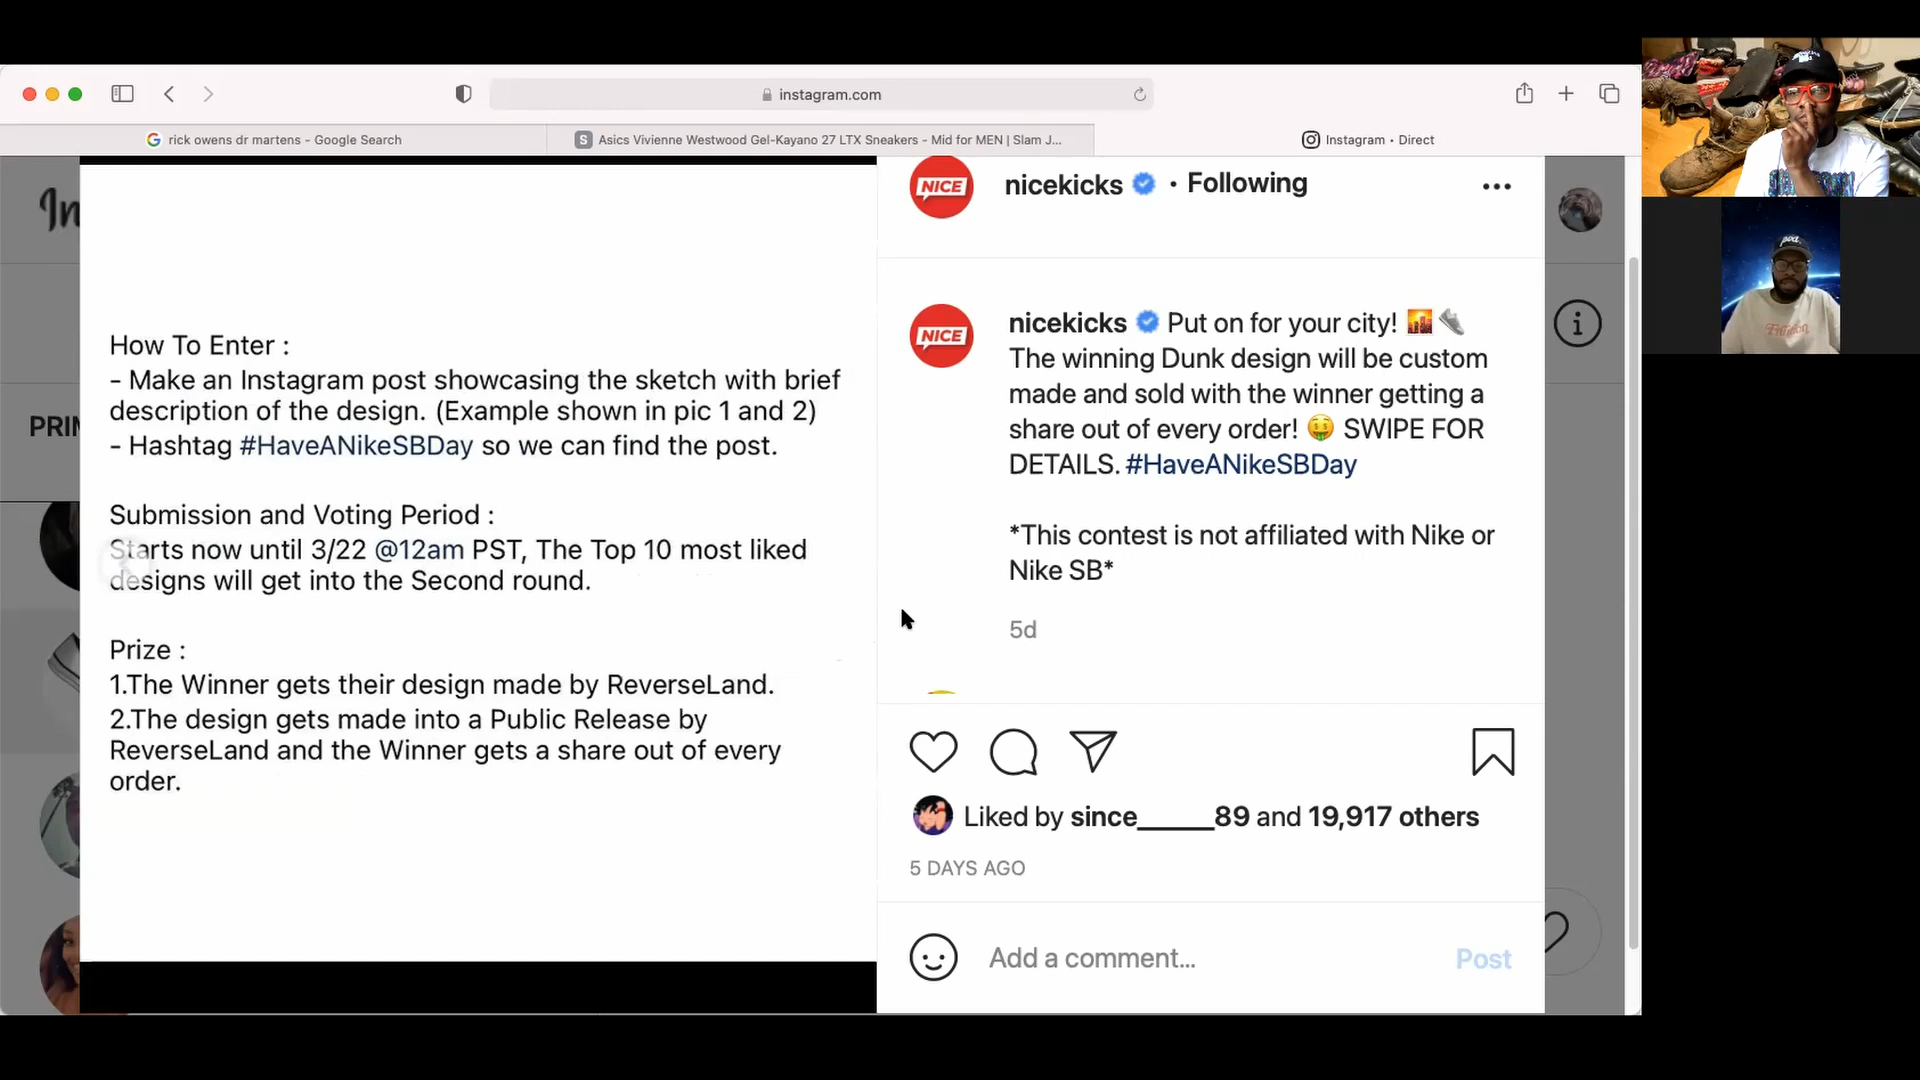 instagram.com
rick owens dr martens - Google Search
S Asics Vivienne Westwood Gel-Kayano 27 LTX Sneakers - Mid for MEN | Slam J...
Instagram • Direct
In
PRIM
How To Enter :
- Make an Instagram post showcasing the sketch with brief
description of the design. (Example shown in pic 1 and 2)
- Hashtag #HaveANikeSBDay so we can find the post.
Submission and Voting Period :
Starts now until 3/22 @12am PST, The Top 10 most liked
designs will get into the Second round.
Prize :
1.The Winner gets their design made by ReverseLand.
2.The design gets made into a Public Release by
ReverseLand and the Winner gets a share out of every
order.
NICE
nicekicks • Following
NICE
nicekicks Put on for your city! 🌇👟
The winning Dunk design will be custom
made and sold with the winner getting a
share out of every order! 🤑 SWIPE FOR
DETAILS. #HaveANikeSBDay
*This contest is not affiliated with Nike or
Nike SB*
5d
Liked by since______89 and 19,917 others
5 DAYS AGO
Add a comment...
Post
pod.